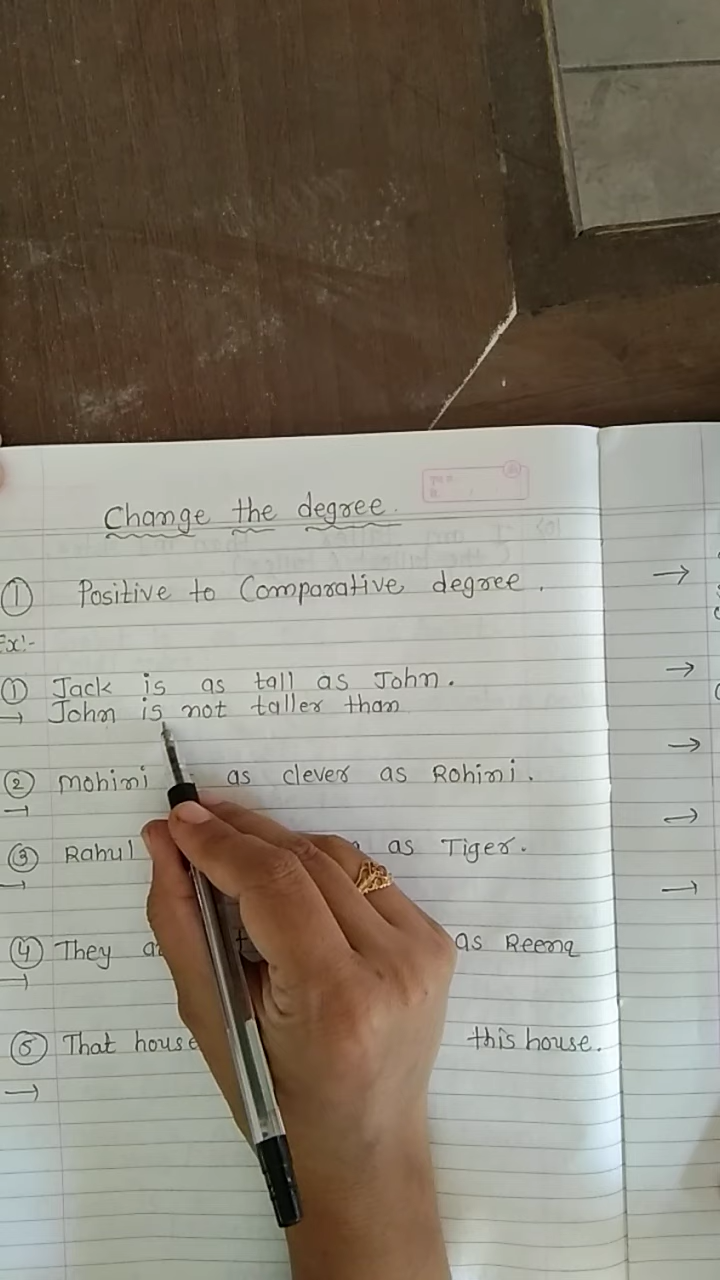 Change the degree.
① Positive to Comparative degree.
Ex:-
① Jack is as tall as John.
→ John is not taller than
② Mohini as clever as Rohini.
→
③ Rahul as Tiger.
→
④ They as Reena
→
⑤ That house this house.
→
→
→
→
→
→